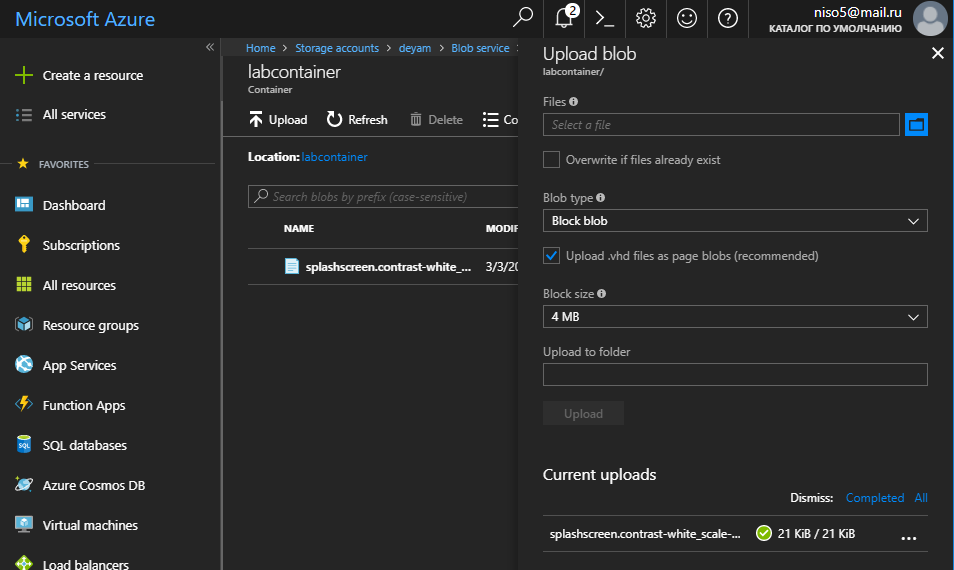 Microsoft Azure
2
niso5@mail.ru
КАТАЛОГ ПО УМОЛЧАНИЮ
Create a resource
All services
FAVORITES
Dashboard
Subscriptions
All resources
Resource groups
App Services
Function Apps
SQL
SQL databases
Azure Cosmos DB
Virtual machines
Load balancers
Home > Storage accounts > deyam > Blob service >
labcontainer
Container
Upload Refresh Delete Co
Location: labcontainer
Search blobs by prefix (case-sensitive)
NAME MODIF
splashscreen.contrast-white_... 3/3/20
Upload blob
labcontainer/
Files
Select a file
Overwrite if files already exist
Blob type
Block blob
Upload .vhd files as page blobs (recommended)
Block size
4 MB
Upload to folder
Upload
Current uploads
Dismiss: Completed All
splashscreen.contrast-white_scale-... 21 KiB / 21 KiB ...